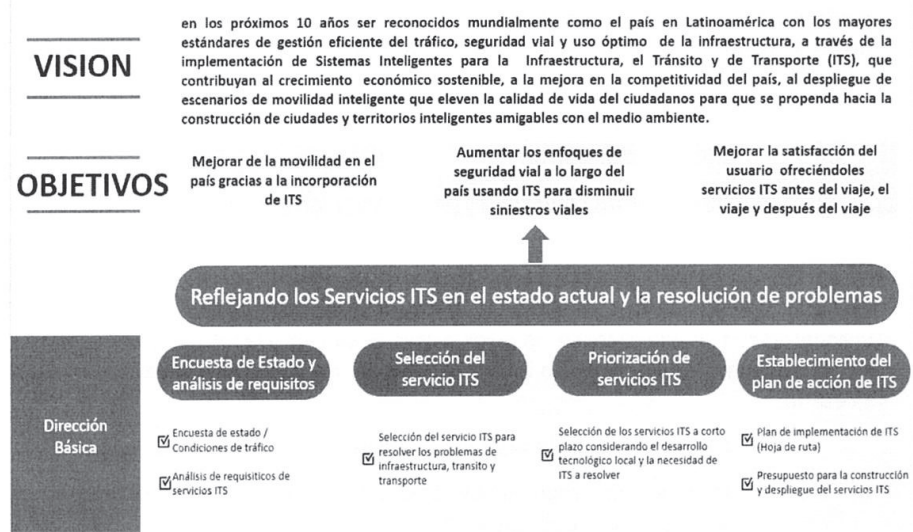 en los próximos 10 años ser reconocidos mundialmente como el país en Latinoamérica con los mayores
estándares de gestión eficiente del tráfico, seguridad vial y uso óptimo de la infraestructura, a través de la
VISION
implementación de Sistemas Inteligentes para la Infraestructura, el Tránsito y de Transporte (ITS), que
contribuyan al crecimiento económico sostenible, a la mejora en la competitividad del país, al despliegue de
escenarios de movilidad inteligente que eleven la calidad de vida del ciudadanos para que se propenda hacia la
construcción de ciudades y territorios inteligentes amigables con el medio ambiente.
OBJETIVOS
Mejorar de la movilidad en el
país gracias a la incorporación
de ITS
Aumentar los enfoques de
seguridad vial a lo largo del
país usando ITS para disminuir
siniestros viales
Mejorar la satisfacción del
usuario ofreciéndoles
servicios ITS antes del viaje, el
viaje y después del viaje
Reflejando los Servicios ITS en el estado actual y la resolución de problemas
Dirección
Básica
Encuesta de Estado y
análisis de requisitos
Encuesta de estado /
Condiciones de tráfico
Análisis de requisiticos de
servicios ITS
Selección del
servicio ITS
Selección del servicio ITS para
resolver los problemas de
infraestructura, transito y
transporte
Priorización de
servicios ITS
Selección de los servicios ITS a corto
plazo considerando el desarrollo
tecnológico local y la necesidad de
ITS a resolver
Establecimiento del
plan de acción de ITS
Plan de implementación de ITS
(Hoja de ruta)
Presupuesto para la construcción
y despliegue del servicios ITS